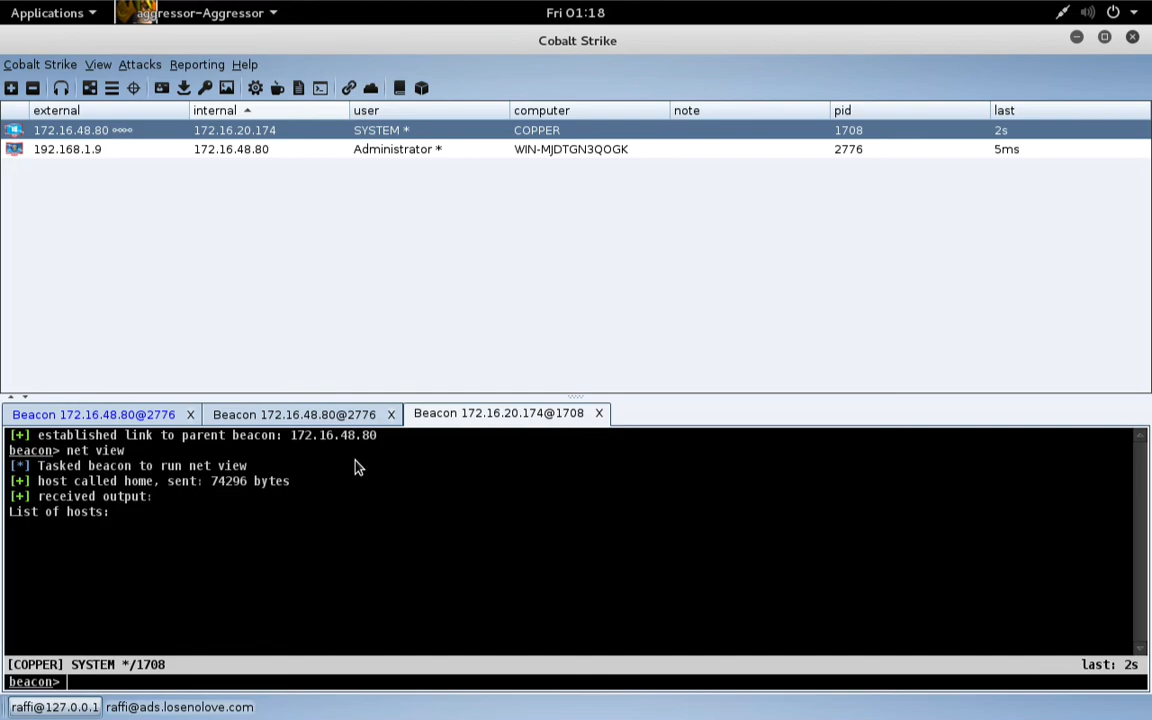 Applications aggressor-Aggressor Fri 01:18
Cobalt Strike
Cobalt Strike View Attacks Reporting Help
external internal user computer note pid last
172.16.48.80 172.16.20.174 SYSTEM * COPPER 1708 2s
192.168.1.9 172.16.48.80 Administrator * WIN-MJDTGN3QOGK 2776 5ms
Beacon 172.16.48.80@2776 X Beacon 172.16.48.80@2776 X Beacon 172.16.20.174@1708 X
[+] established link to parent beacon: 172.16.48.80
beacon> net view
[*] Tasked beacon to run net view
[+] host called home, sent: 74296 bytes
[+] received output:
List of hosts:
[COPPER] SYSTEM */1708 last: 2s
beacon>
raffi@127.0.0.1 raffi@ads.losenolove.com